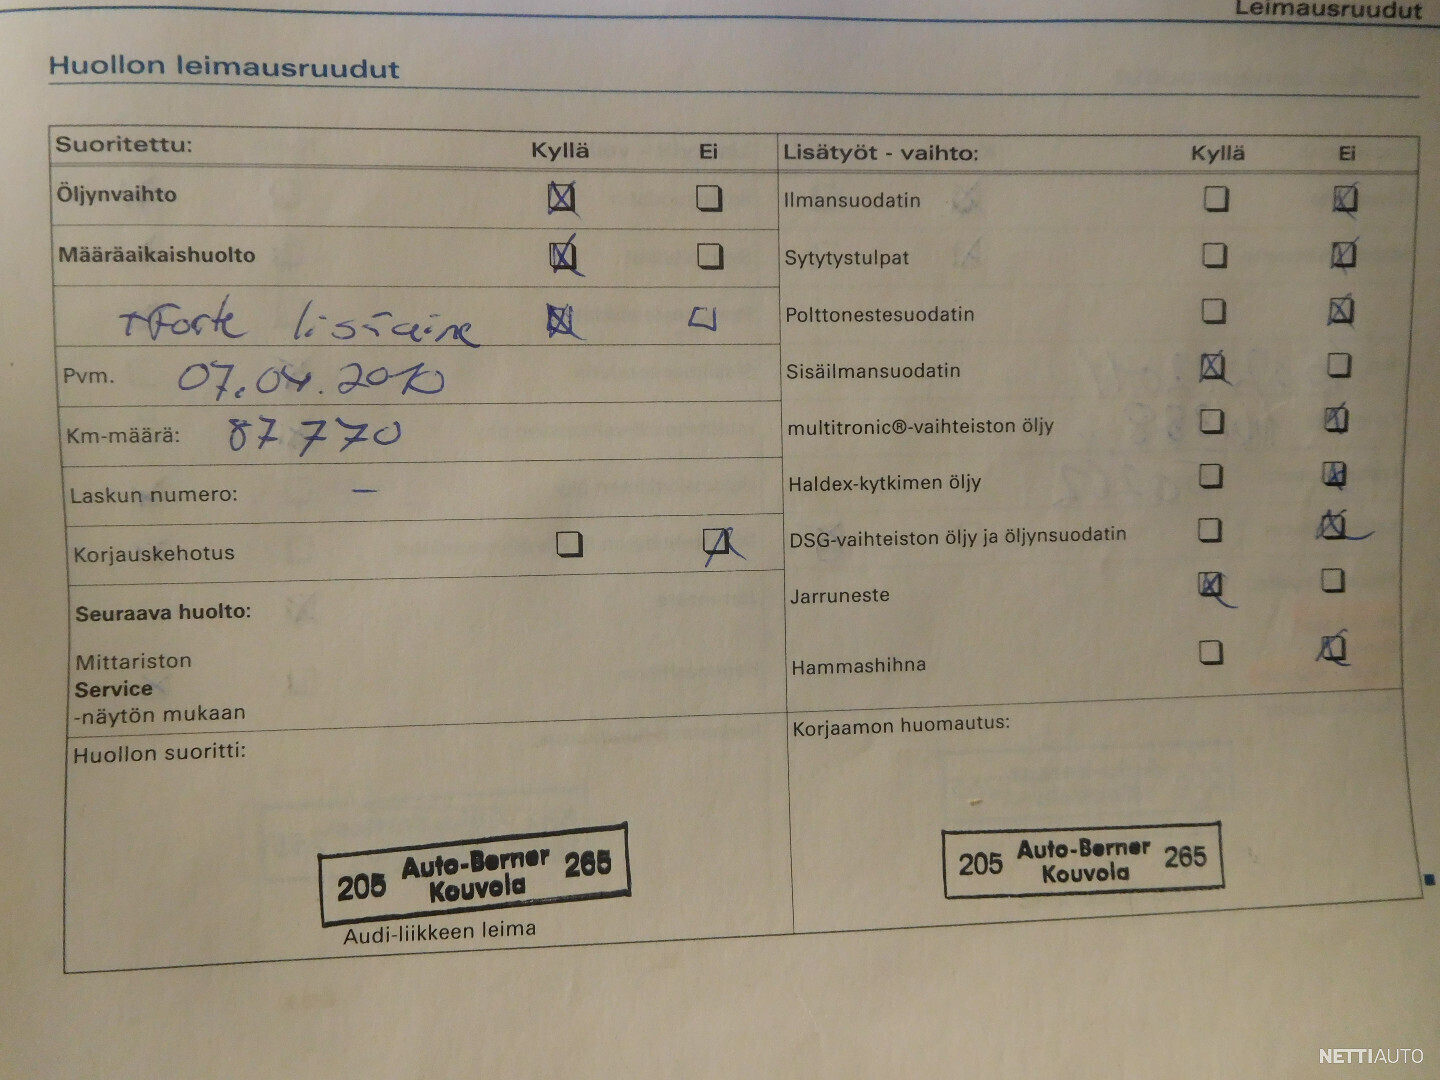 Leimausruudut
Huollon leimausruudut
Suoritettu: Kyllä Ei
Öljynvaihto
Määräaikaishuolto
+Forte lisäaine
Pvm. 07.04.2010
Km-määrä: 87 770
Laskun numero: –
Korjauskehotus
Seuraava huolto:
Mittariston
Service
-näytön mukaan
Huollon suoritti:
205 Auto-Berner Kouvola 265
Audi-liikkeen leima
Lisätyöt - vaihto: Kyllä Ei
Ilmansuodatin
Sytytystulpat
Polttonestesuodatin
Sisäilmansuodatin
multitronic®-vaihteiston öljy
Haldex-kytkimen öljy
DSG-vaihteiston öljy ja öljynsuodatin
Jarruneste
Hammashihna
Korjaamon huomautus:
205 Auto-Berner Kouvola 265
NETTIAUTO